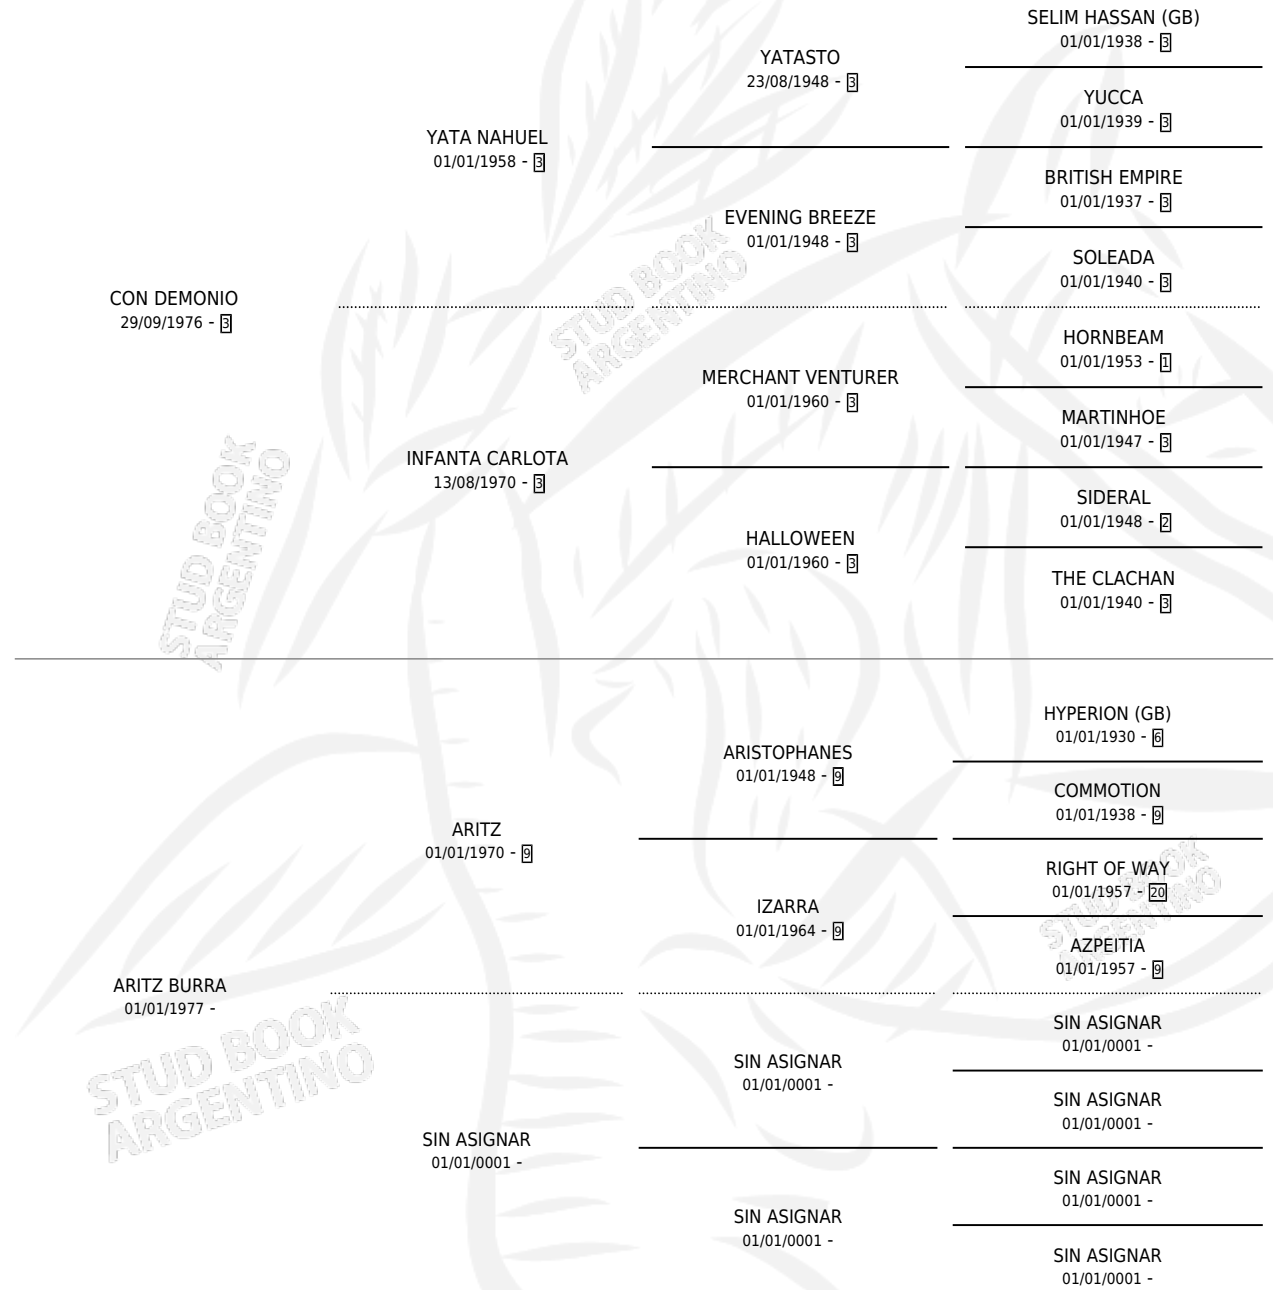 SELIM HASSAN (GB)
01/01/1938 - 3
YATASTO
23/08/1948 - 3
YUCCA
01/01/1939 - 3
YATA NAHUEL
01/01/1958 - 3
BRITISH EMPIRE
01/01/1937 - 3
EVENING BREEZE
01/01/1948 - 3
SOLEADA
01/01/1940 - 3
CON DEMONIO
29/09/1976 - 3
HORNBEAM
01/01/1953 - 1
MERCHANT VENTURER
01/01/1960 - 3
MARTINHOE
01/01/1947 - 3
INFANTA CARLOTA
13/08/1970 - 3
SIDERAL
01/01/1948 - 2
HALLOWEEN
01/01/1960 - 3
THE CLACHAN
01/01/1940 - 3
STUD BOOK
ARGENTINO
STUD BOOK
ARGENTINO
HYPERION (GB)
01/01/1930 - 6
ARISTOPHANES
01/01/1948 - 9
COMMOTION
01/01/1938 - 9
ARITZ
01/01/1970 - 9
RIGHT OF WAY
01/01/1957 - 20
IZARRA
01/01/1964 - 9
AZPEITIA
01/01/1957 - 9
STUD BOOK
ARGENTINO
ARITZ BURRA
01/01/1977 -
SIN ASIGNAR
01/01/0001 -
SIN ASIGNAR
01/01/0001 -
SIN ASIGNAR
01/01/0001 -
SIN ASIGNAR
01/01/0001 -
SIN ASIGNAR
01/01/0001 -
SIN ASIGNAR
01/01/0001 -
SIN ASIGNAR
01/01/0001 -
STUD BOOK
ARGENTINO